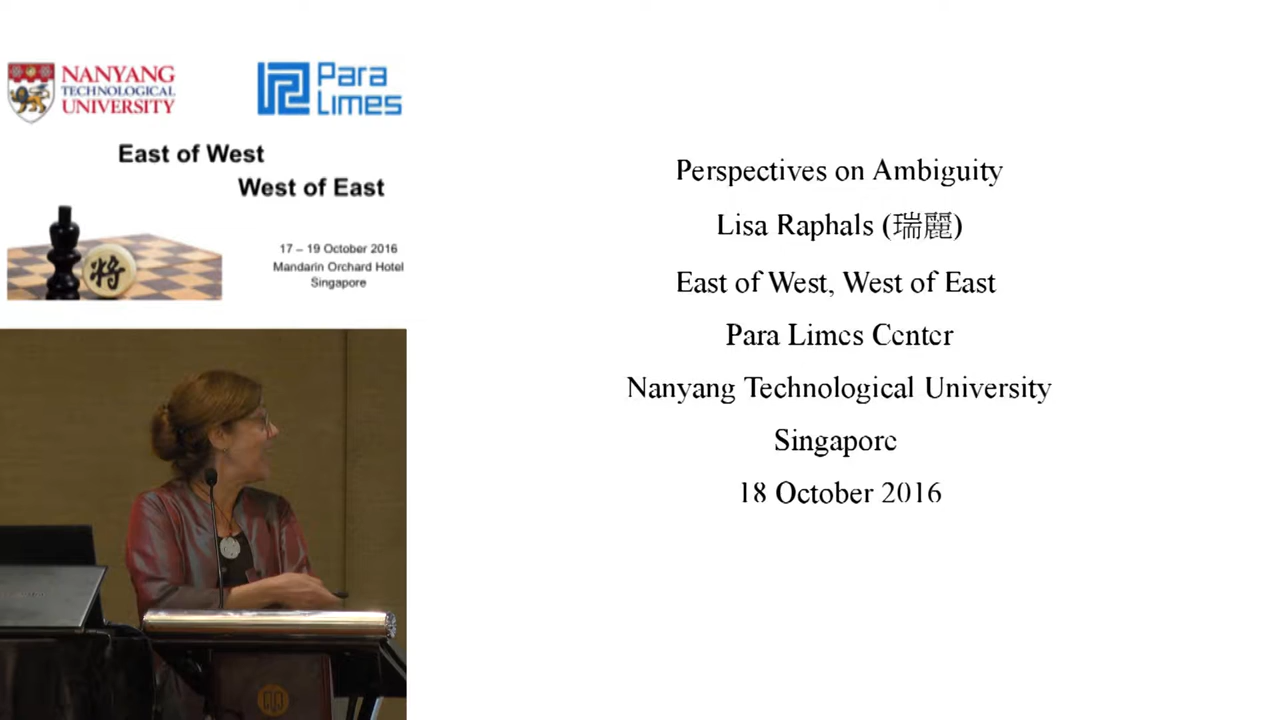 NANYANG
TECHNOLOGICAL
UNIVERSITY
Para
Limes
East of West
West of East
将
17 – 19 October 2016
Mandarin Orchard Hotel
Singapore
Perspectives on Ambiguity
Lisa Raphals (瑞麗)
East of West, West of East
Para Limes Center
Nanyang Technological University
Singapore
18 October 2016